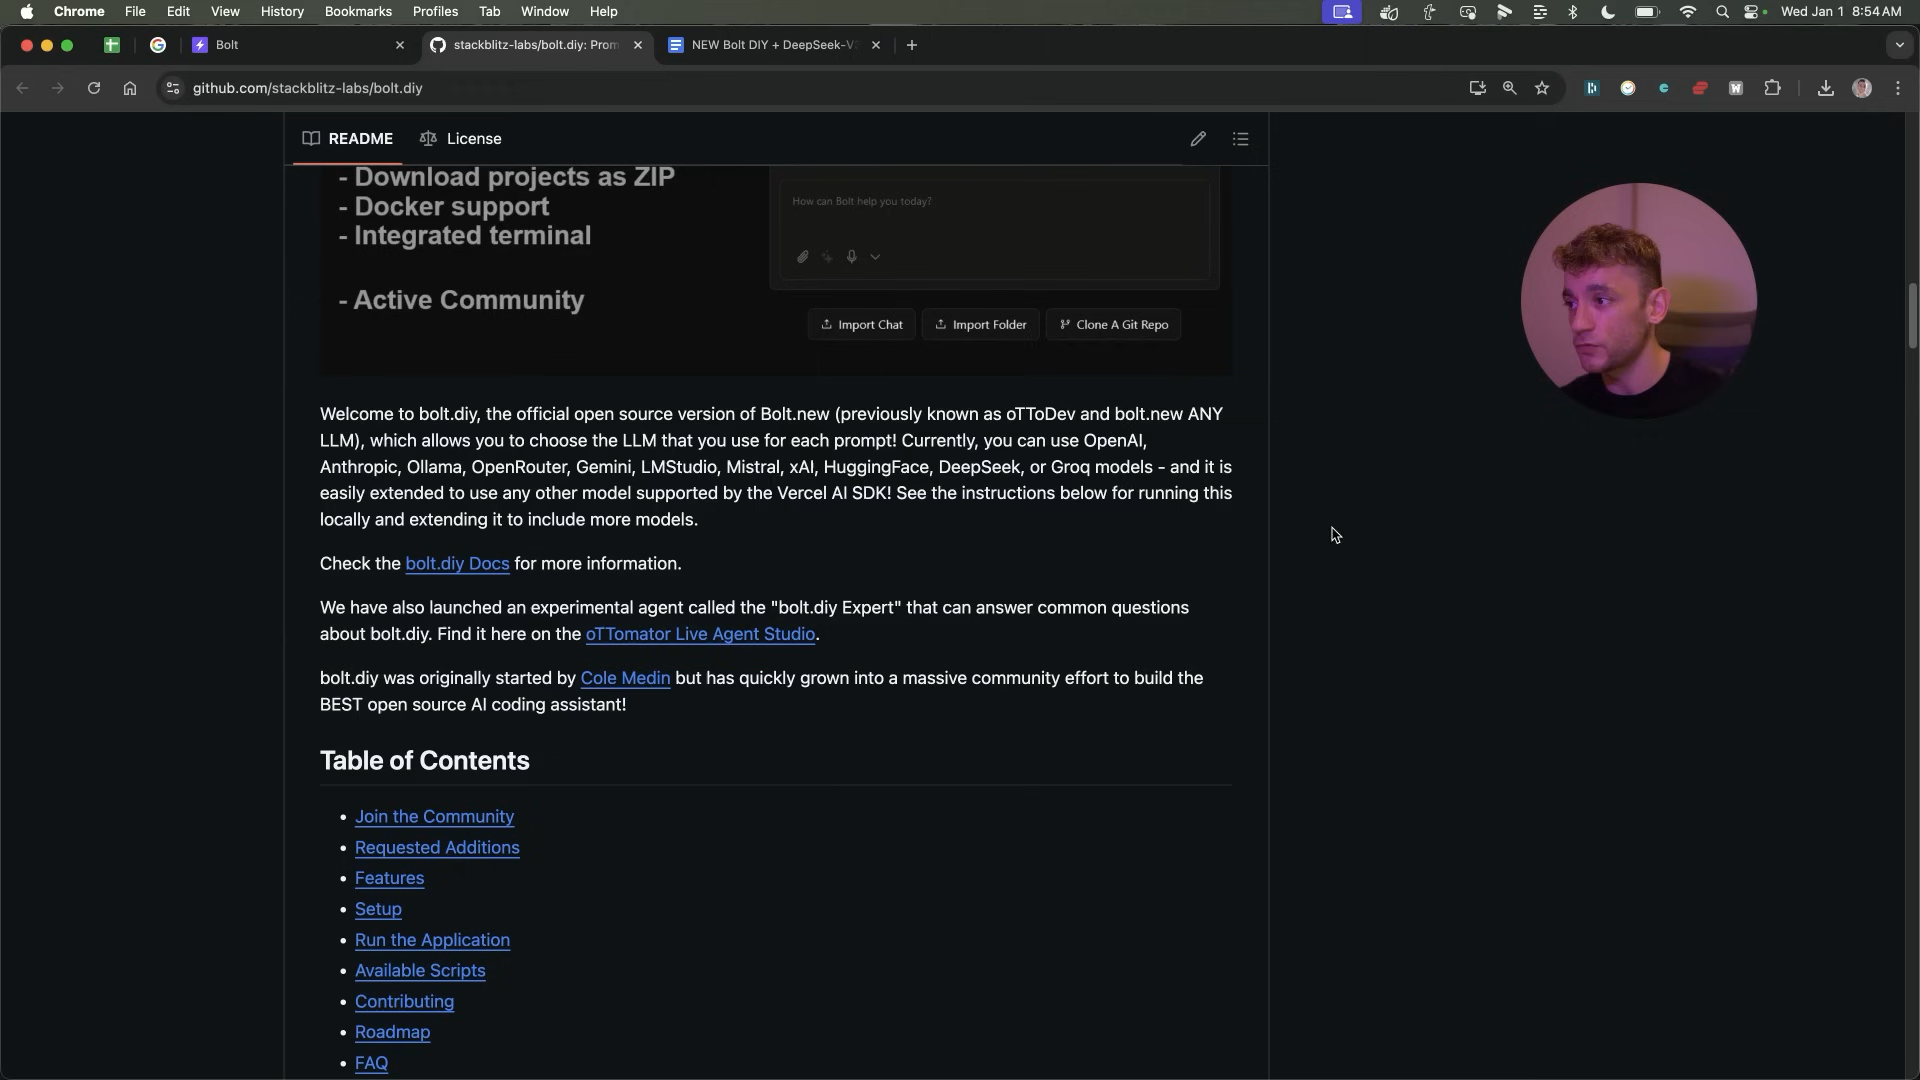 Chrome File Edit View History Bookmarks Profiles Tab Window Help Wed Jan 1 8:54 AM
Bolt stackblitz-labs/bolt.diy: Prom NEW Bolt DIY + DeepSeek-V
github.com/stackblitz-labs/bolt.diy
README License
- Download projects as ZIP
- Docker support
- Integrated terminal
- Active Community
How can Bolt help you today?
Import Chat Import Folder Clone A Git Repo
Welcome to bolt.diy, the official open source version of Bolt.new (previously known as oTToDev and bolt.new ANY
LLM), which allows you to choose the LLM that you use for each prompt! Currently, you can use OpenAI,
Anthropic, Ollama, OpenRouter, Gemini, LMStudio, Mistral, xAI, HuggingFace, DeepSeek, or Groq models - and it is
easily extended to use any other model supported by the Vercel AI SDK! See the instructions below for running this
locally and extending it to include more models.
Check the bolt.diy Docs for more information.
We have also launched an experimental agent called the "bolt.diy Expert" that can answer common questions
about bolt.diy. Find it here on the oTTomator Live Agent Studio.
bolt.diy was originally started by Cole Medin but has quickly grown into a massive community effort to build the
BEST open source AI coding assistant!
Table of Contents
• Join the Community
• Requested Additions
• Features
• Setup
• Run the Application
• Available Scripts
• Contributing
• Roadmap
• FAQ